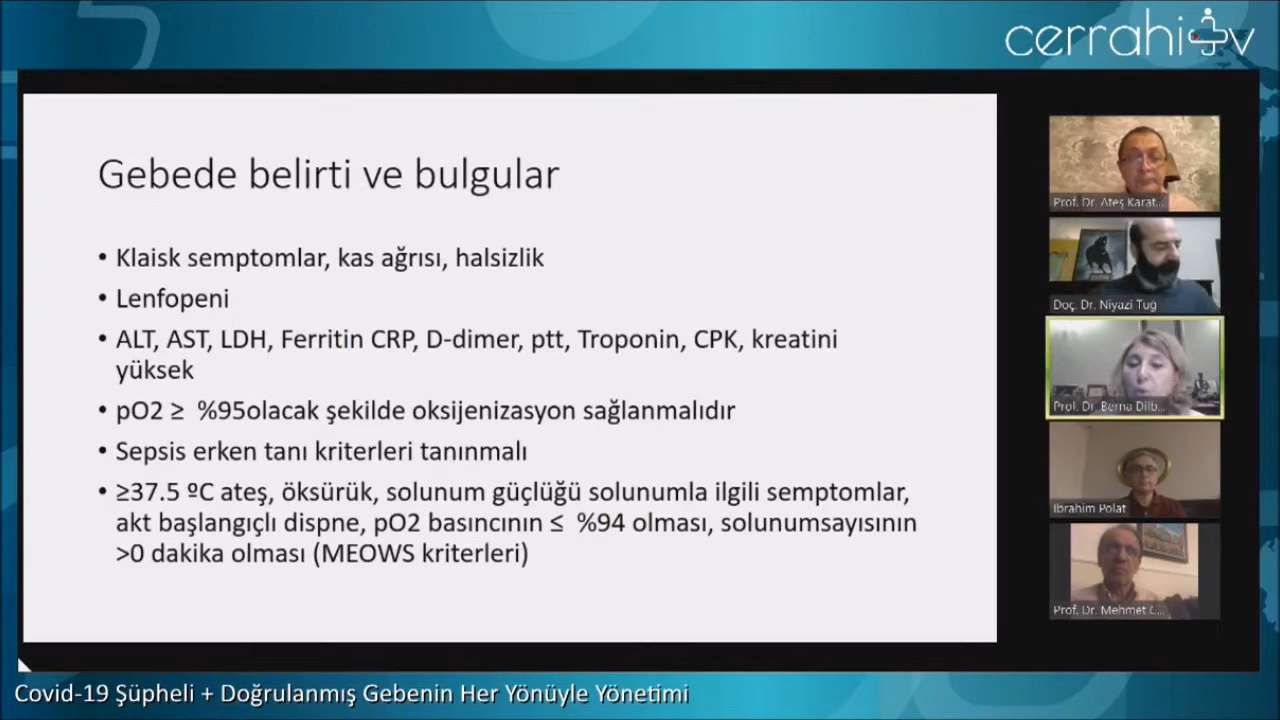 cerrahi tv
Gebede belirti ve bulgular
• Klaisk semptomlar, kas ağrısı, halsizlik
• Lenfopeni
• ALT, AST, LDH, Ferritin CRP, D-dimer, ptt, Troponin, CPK, kreatini
yüksek
• pO2 ≥ %95olacak şekilde oksijenizasyon sağlanmalıdır
• Sepsis erken tanı kriterleri tanınmalı
• ≥37.5 ºC ateş, öksürük, solunum güçlüğü solunumla ilgili semptomlar,
akt başlangıçlı dispne, pO2 basıncının ≤ %94 olması, solunumsayısının
>0 dakika olması (MEOWS kriterleri)
Prof. Dr. Ateş Karat...
Doç. Dr. Niyazi Tuğ
Prof. Dr. Berna Dilb...
Ibrahim Polat
Prof. Dr. Mehmet C...
Covid-19 Şüpheli + Doğrulanmış Gebenin Her Yönüyle Yönetimi